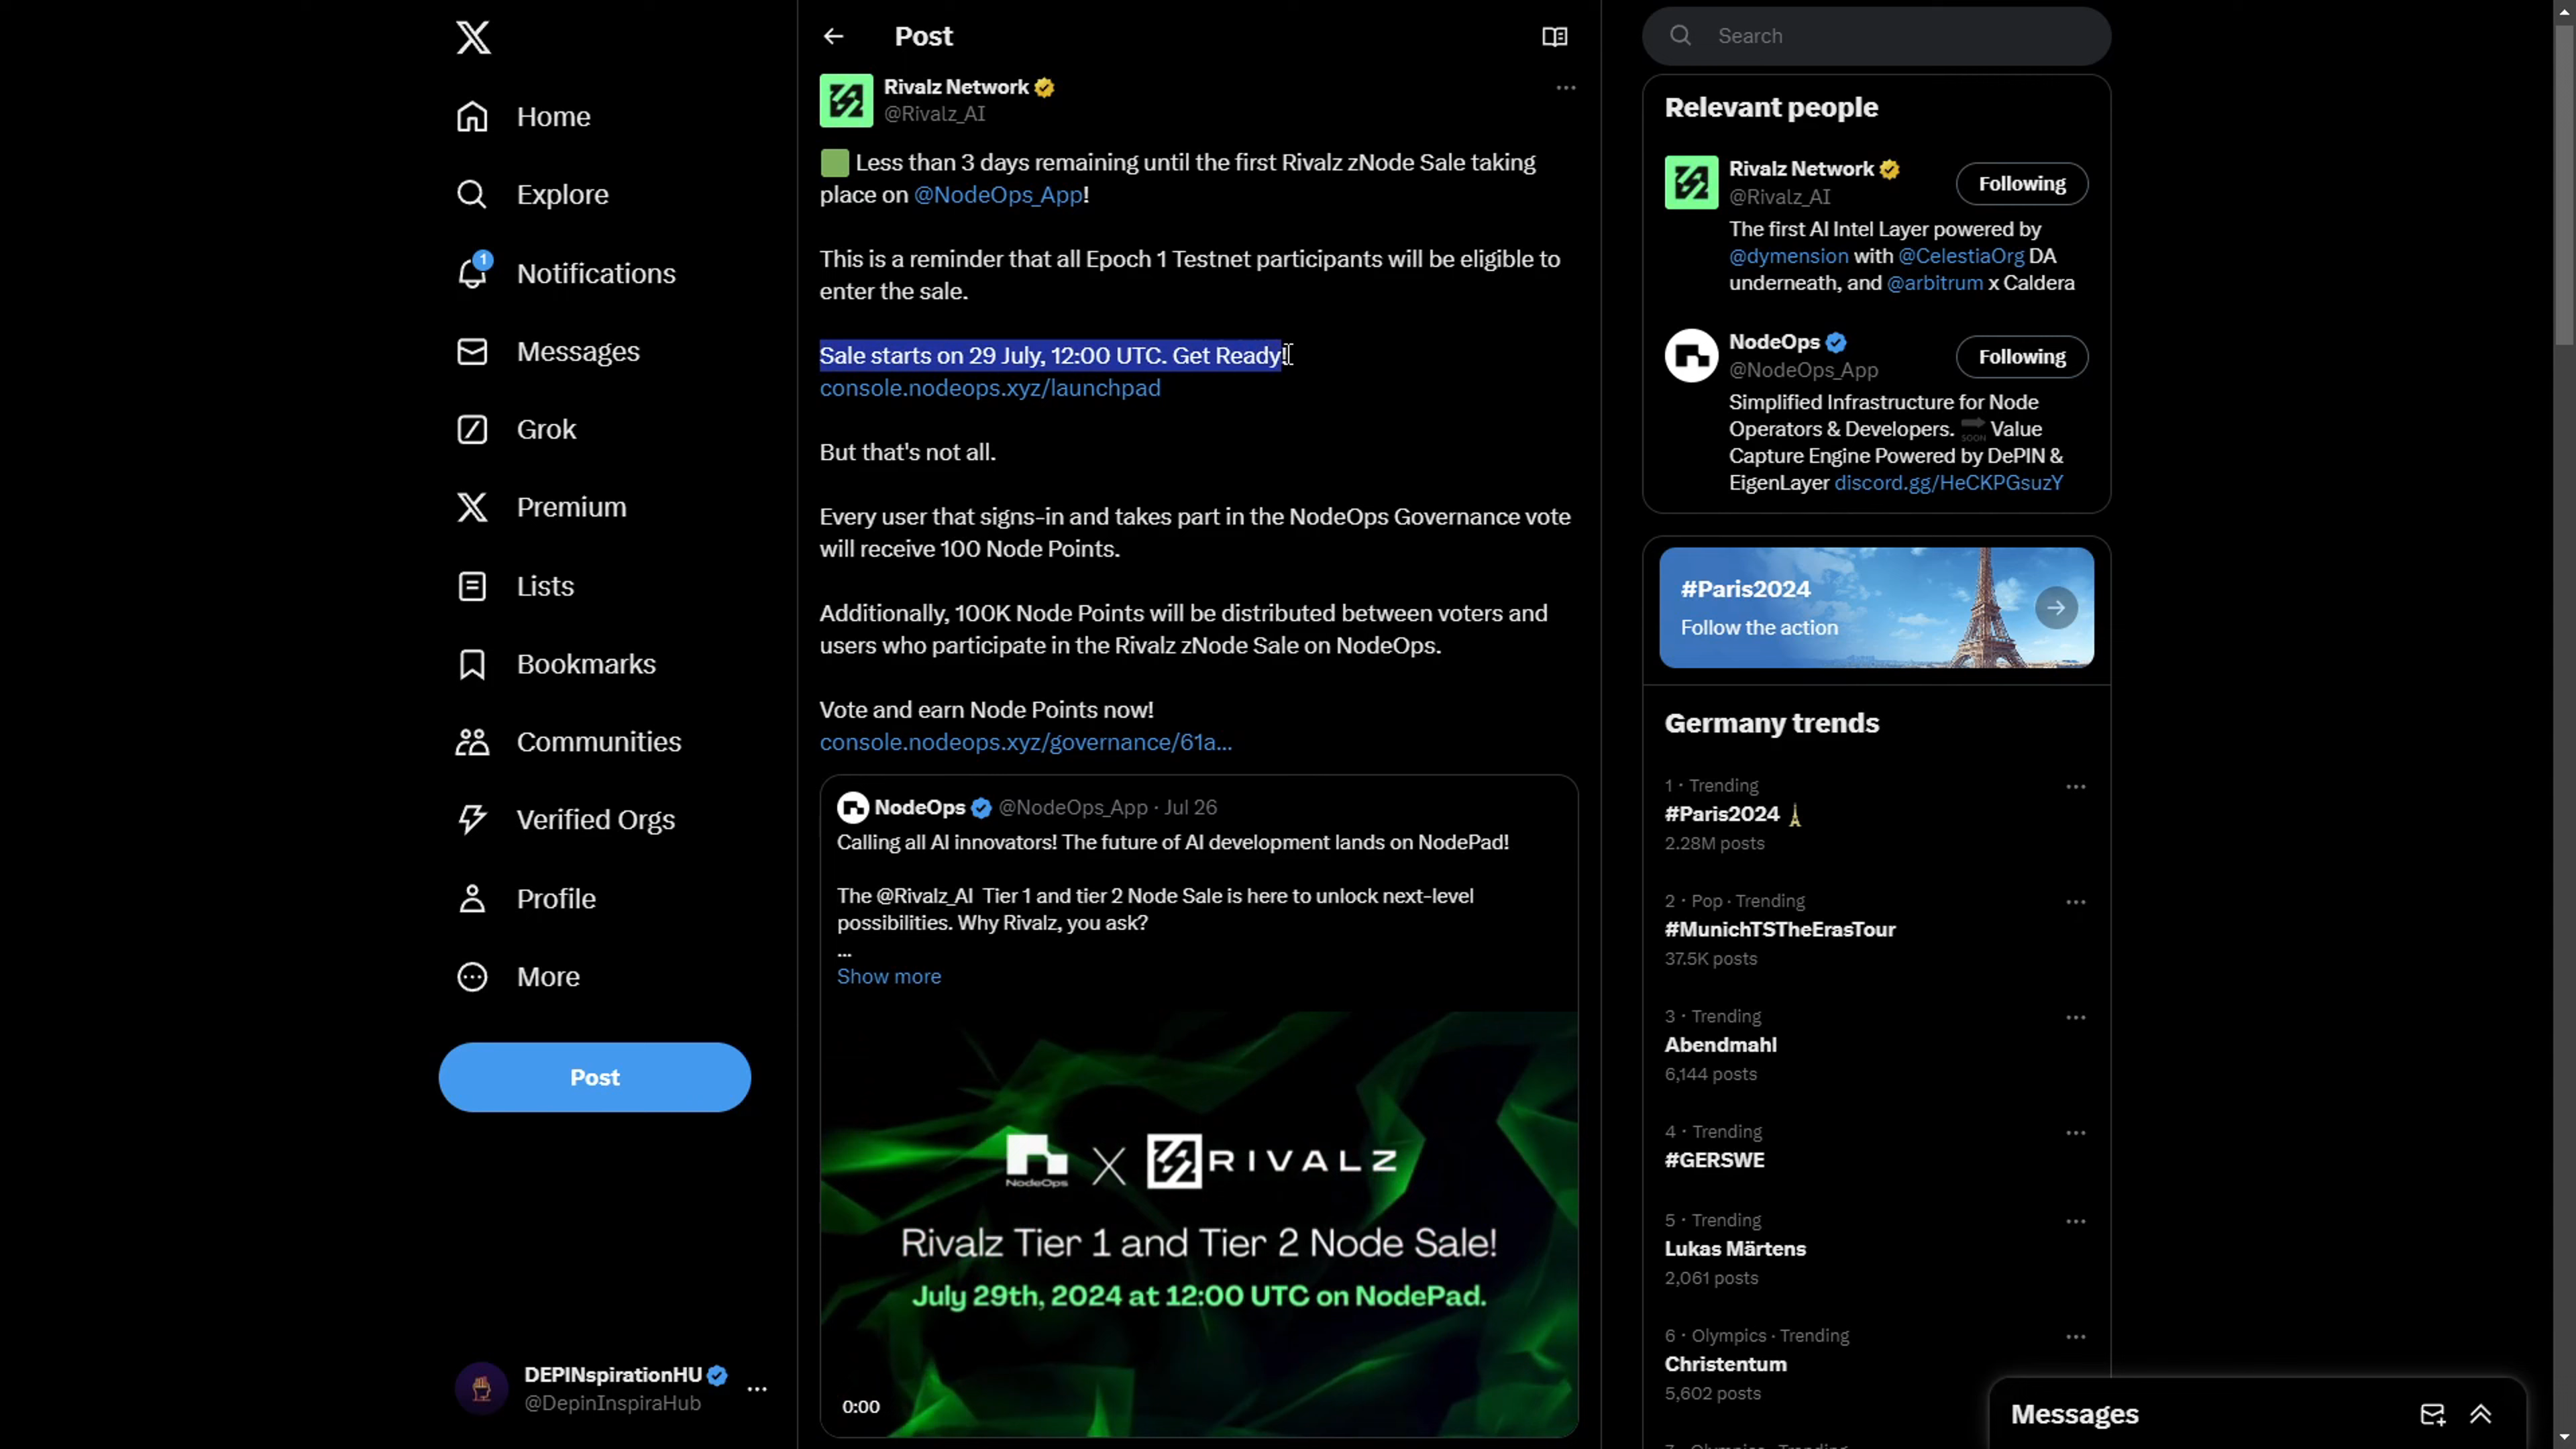 Home
Explore
1
Notifications
Messages
Grok
Premium
Lists
Bookmarks
Communities
Verified Orgs
Profile
More
Post
DEPINspirationHU
@DepinInspiraHub
Post
Rivalz Network
@Rivalz_AI
Less than 3 days remaining until the first Rivalz zNode Sale taking
place on @NodeOps_App!
This is a reminder that all Epoch 1 Testnet participants will be eligible to
enter the sale.
Sale starts on 29 July, 12:00 UTC. Get Ready!
console.nodeops.xyz/launchpad
But that's not all.
Every user that signs-in and takes part in the NodeOps Governance vote
will receive 100 Node Points.
Additionally, 100K Node Points will be distributed between voters and
users who participate in the Rivalz zNode Sale on NodeOps.
Vote and earn Node Points now!
console.nodeops.xyz/governance/61a...
NodeOps @NodeOps_App · Jul 26
Calling all AI innovators! The future of AI development lands on NodePad!
The @Rivalz_AI Tier 1 and tier 2 Node Sale is here to unlock next-level
possibilities. Why Rivalz, you ask?
...
Show more
NodeOps X RIVALZ
Rivalz Tier 1 and Tier 2 Node Sale!
July 29th, 2024 at 12:00 UTC on NodePad.
0:00
Search
Relevant people
Rivalz Network
@Rivalz_AI
Following
The first AI Intel Layer powered by
@dymension with @CelestiaOrg DA
underneath, and @arbitrum x Caldera
NodeOps
@NodeOps_App
Following
Simplified Infrastructure for Node
Operators & Developers. SOON Value
Capture Engine Powered by DePIN &
EigenLayer discord.gg/HeCKPGsuzY
#Paris2024
Follow the action
Germany trends
1 · Trending
#Paris2024
2.28M posts
2 · Pop · Trending
#MunichTSTheErasTour
37.5K posts
3 · Trending
Abendmahl
6,144 posts
4 · Trending
#GERSWE
5 · Trending
Lukas Märtens
2,061 posts
6 · Olympics · Trending
Christentum
5,602 posts
Messages